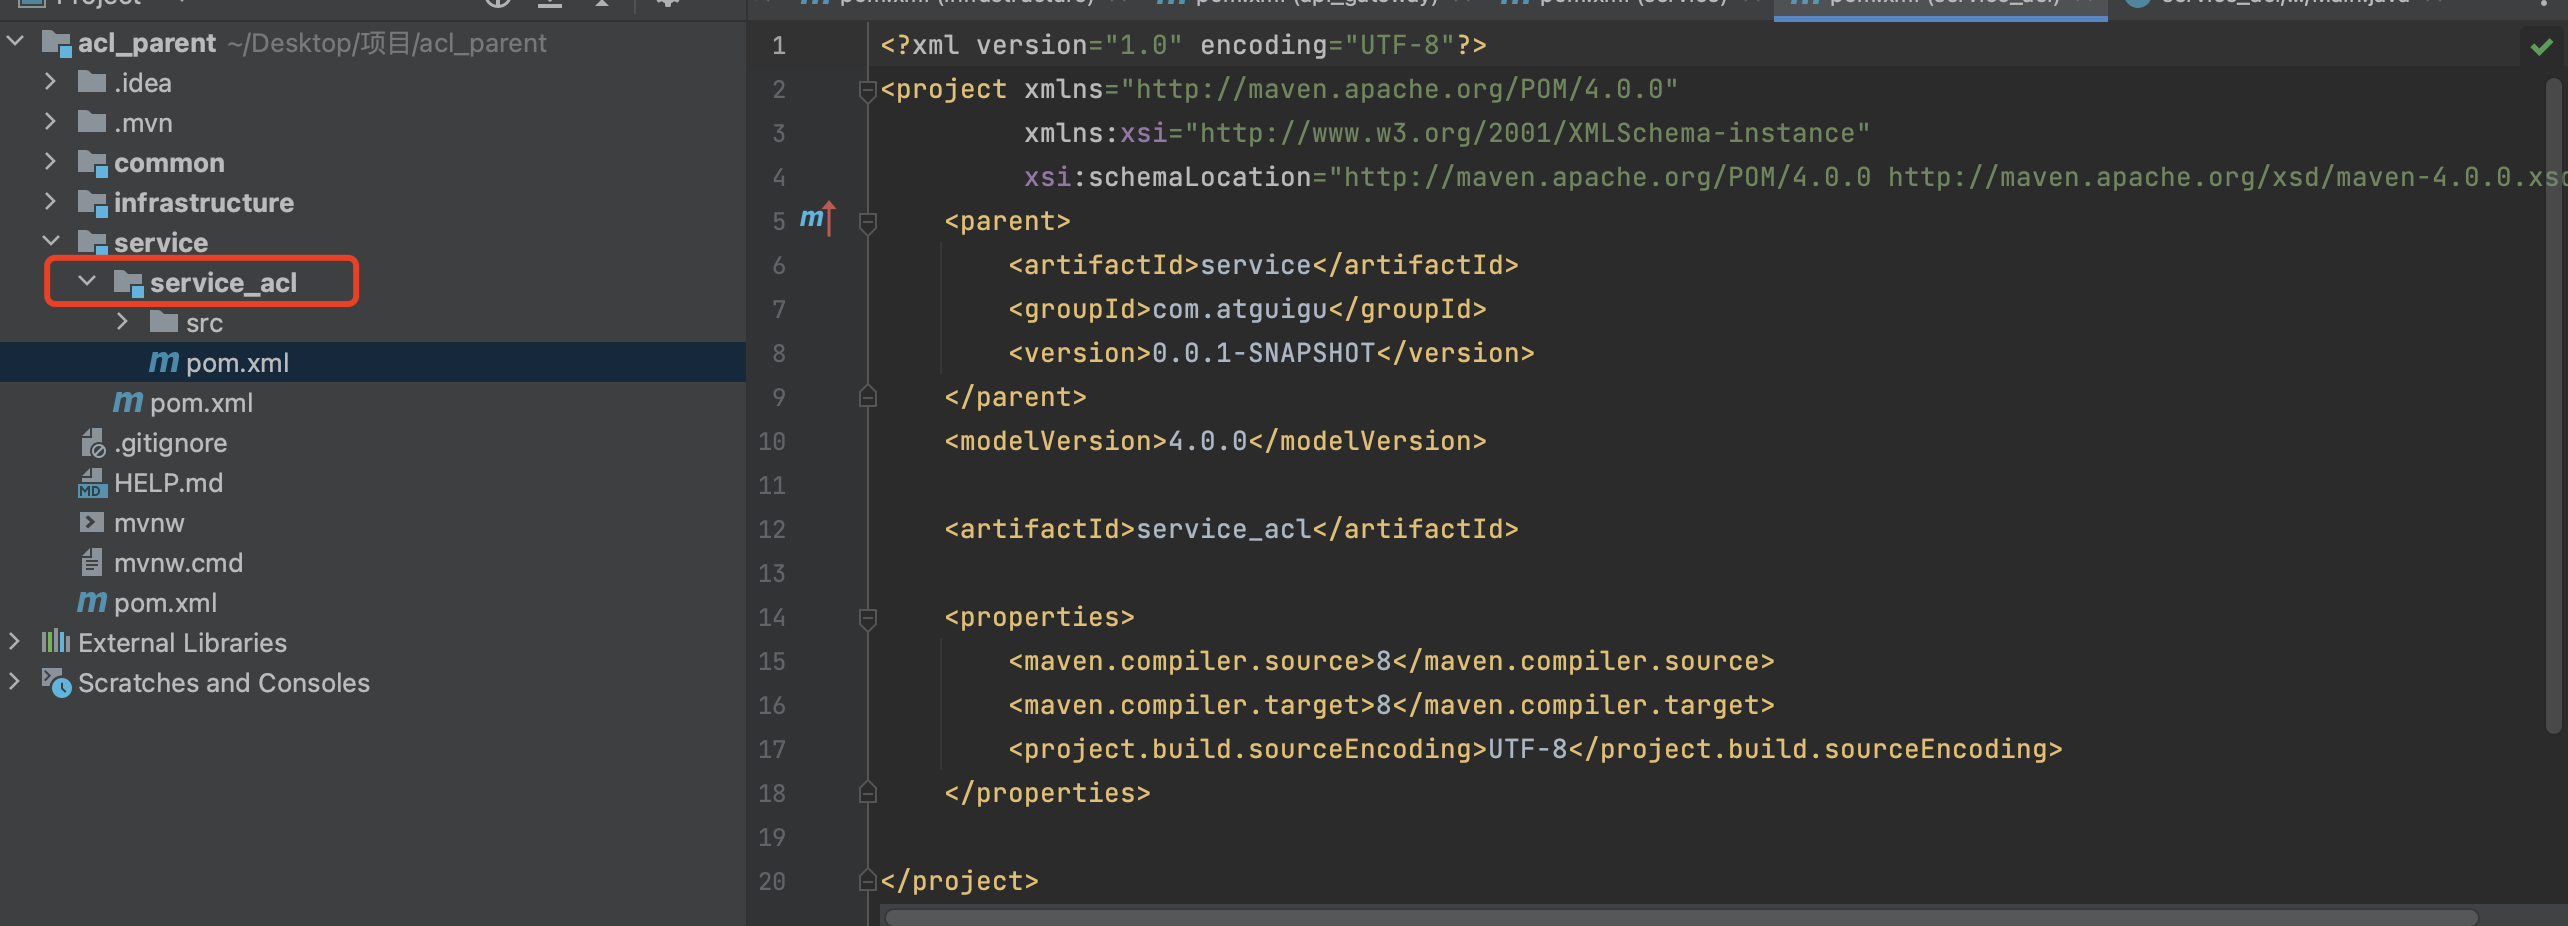 Project
acl_parent ~/Desktop/项目/acl_parent
.idea
.mvn
common
infrastructure
service
service_acl
src
pom.xml
pom.xml
.gitignore
HELP.md
mvnw
mvnw.cmd
pom.xml
External Libraries
Scratches and Consoles
pom.xml (infrastructure)
pom.xml (api_gateway)
pom.xml (service)
pom.xml (service_acl)
service_acl/.../Main.java
1 <?xml version="1.0" encoding="UTF-8"?>
2 <project xmlns="http://maven.apache.org/POM/4.0.0"
3 xmlns:xsi="http://www.w3.org/2001/XMLSchema-instance"
4 xsi:schemaLocation="http://maven.apache.org/POM/4.0.0 http://maven.apache.org/xsd/maven-4.0.0.xsd
5 <parent>
6 <artifactId>service</artifactId>
7 <groupId>com.atguigu</groupId>
8 <version>0.0.1-SNAPSHOT</version>
9 </parent>
10 <modelVersion>4.0.0</modelVersion>
11
12 <artifactId>service_acl</artifactId>
13
14 <properties>
15 <maven.compiler.source>8</maven.compiler.source>
16 <maven.compiler.target>8</maven.compiler.target>
17 <project.build.sourceEncoding>UTF-8</project.build.sourceEncoding>
18 </properties>
19
20 </project>